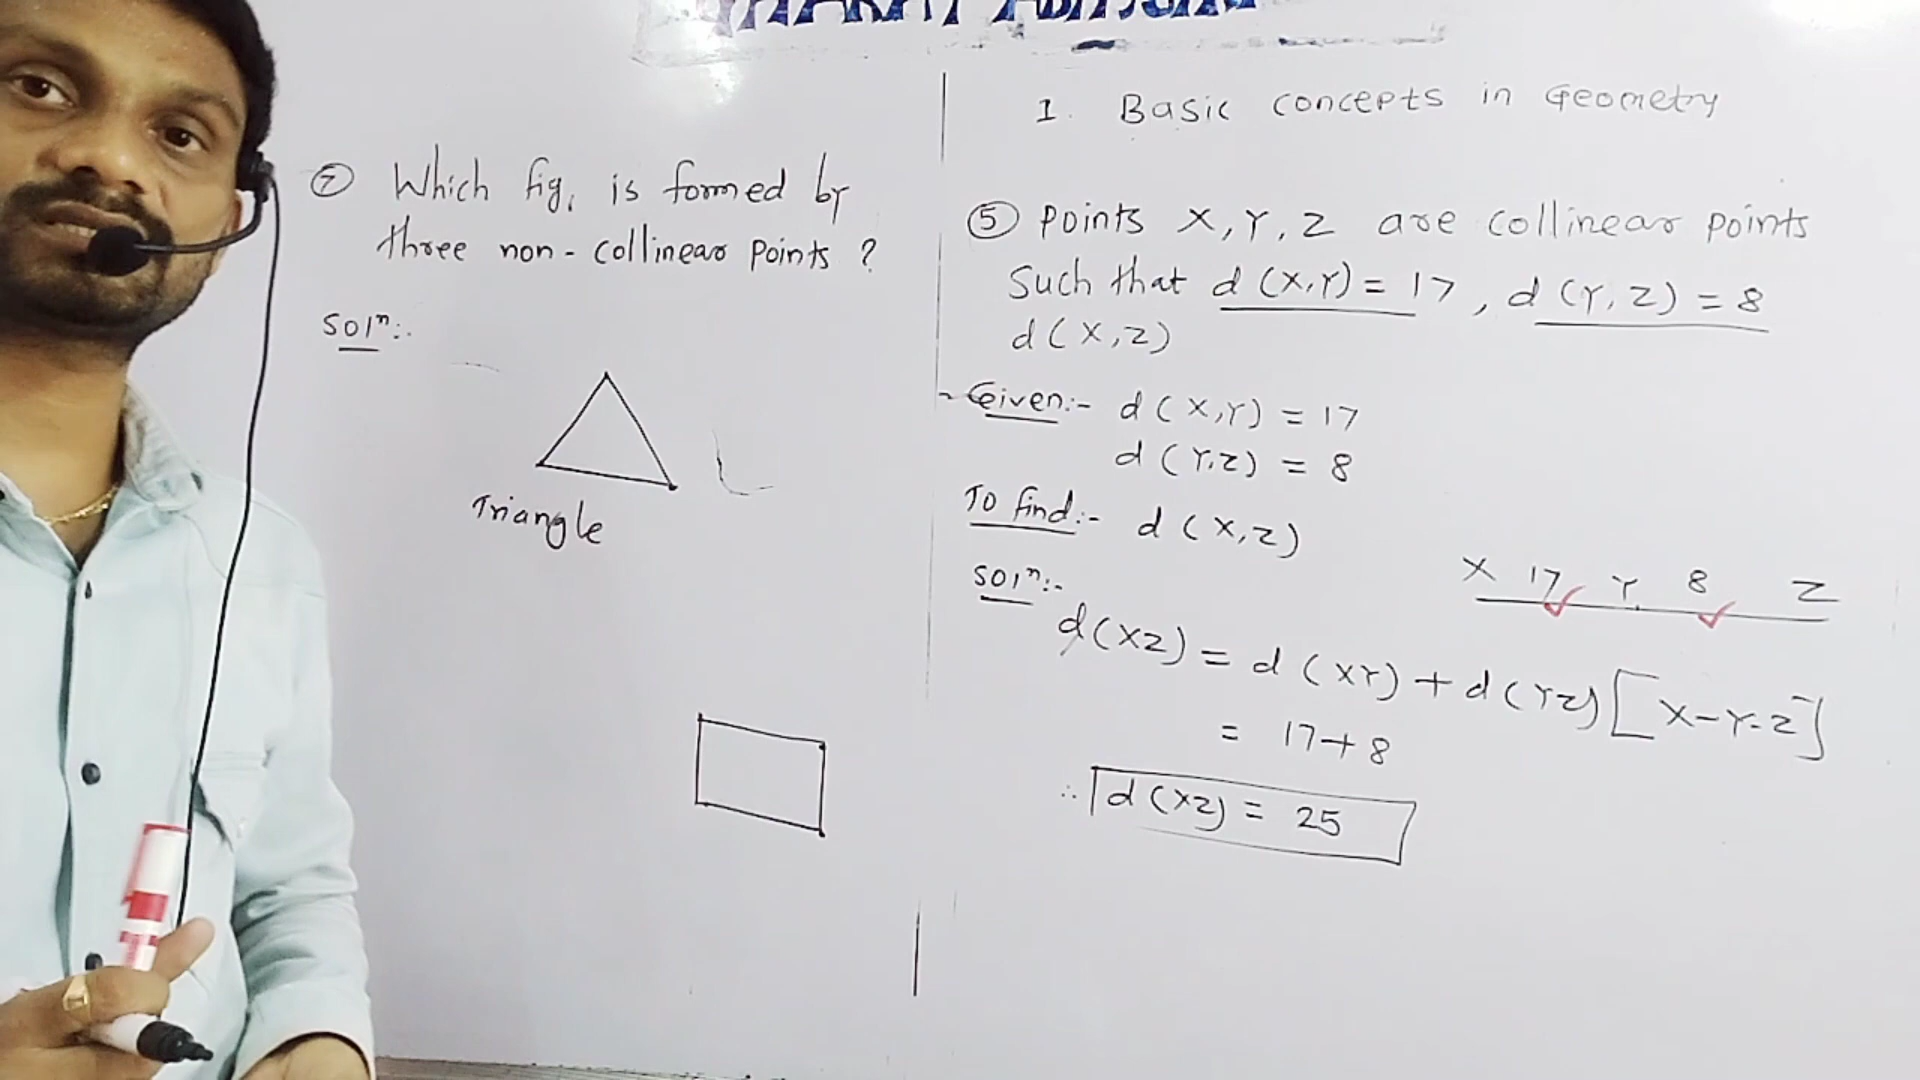 ⑦ Which fig. is formed by
three non-collinear points ?
Solⁿ:.
Triangle
1. Basic concepts in Geometry
⑤ Points X, Y, Z are collinear points
Such that d (X,Y) = 17, d (Y, Z) = 8
d ( X, Z)
Given:- d ( X,Y) = 17
d (Y,Z) = 8
To find:- d ( X, Z)
Solⁿ:-
X 17 Y 8 Z
d(XZ) = d (XY) + d (YZ) [X-Y-Z]
= 17+8
∴ d (XZ) = 25